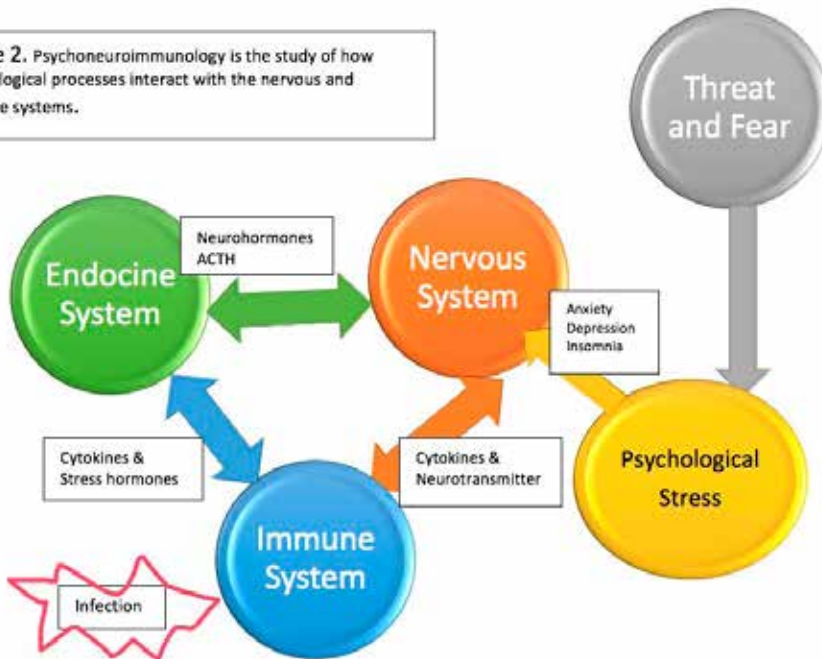 2. Psychoneuroimmunology is the study of how
processes interact with the nervous and
systems.
Threat
and Fear
Neurohormones
ACTH
Endocine
System
Nervous
System
Anxiety
Depression
Insomnia
Cytokines &
Stress hormones
Cytokines &
Neurotransmitter
Psychological
Stress
Immune
System
Infection